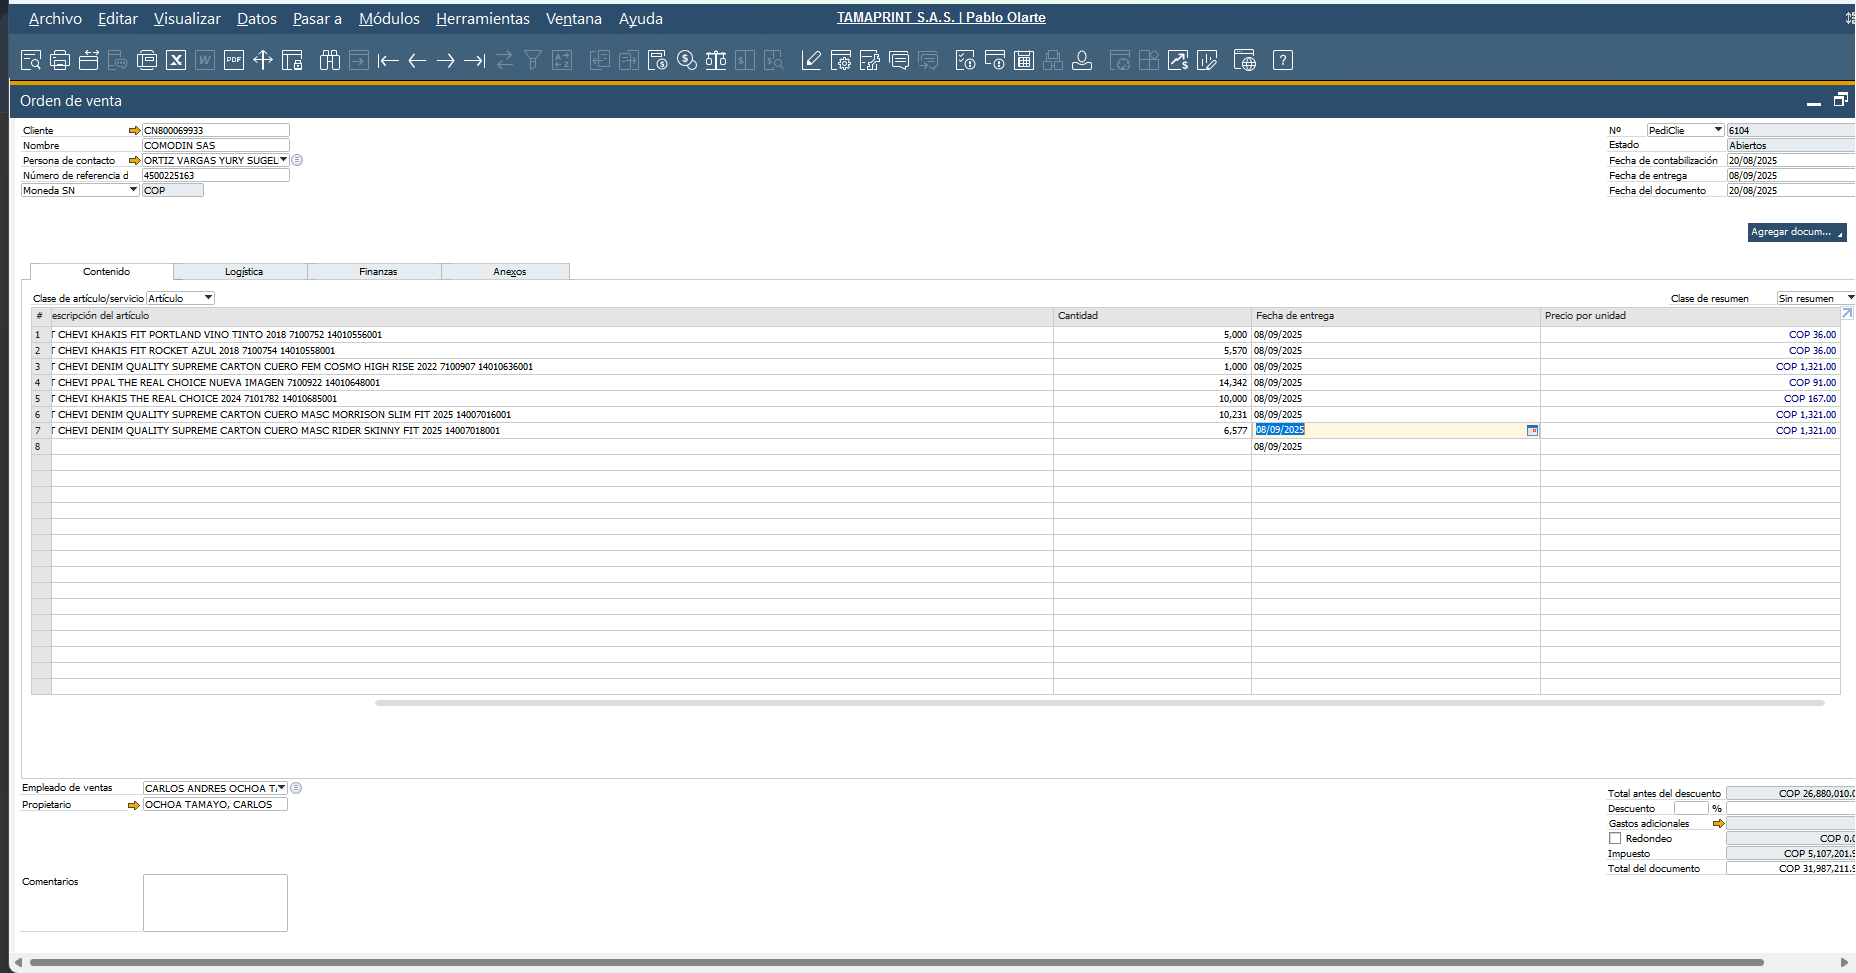 Archivo Editar Visualizar Datos Pasar a Módulos Herramientas Ventana Ayuda
TAMAPRINT S.A.S. | Pablo Olarte
Orden de venta
Cliente CN800069933
Nombre COMODIN SAS
Persona de contacto ORTIZ VARGAS YURY SUGEL
Número de referencia d 4500225163
Moneda SN COP
Nº PediClie 6104
Estado Abiertos
Fecha de contabilización 20/08/2025
Fecha de entrega 08/09/2025
Fecha del documento 20/08/2025
Agregar docum...
Contenido Logística Finanzas Anexos
Clase de artículo/servicio Artículo
Clase de resumen Sin resumen
# escripción del artículo Cantidad Fecha de entrega Precio por unidad
1 T CHEVI KHAKIS FIT PORTLAND VINO TINTO 2018 7100752 14010556001 5,000 08/09/2025 COP 36.00
2 T CHEVI KHAKIS FIT ROCKET AZUL 2018 7100754 14010558001 5,570 08/09/2025 COP 36.00
3 T CHEVI DENIM QUALITY SUPREME CARTON CUERO FEM COSMO HIGH RISE 2022 7100907 14010636001 1,000 08/09/2025 COP 1,321.00
4 T CHEVI PPAL THE REAL CHOICE NUEVA IMAGEN 7100922 14010648001 14,342 08/09/2025 COP 91.00
5 T CHEVI KHAKIS THE REAL CHOICE 2024 7101782 14010685001 10,000 08/09/2025 COP 167.00
6 T CHEVI DENIM QUALITY SUPREME CARTON CUERO MASC MORRISON SLIM FIT 2025 14007016001 10,231 08/09/2025 COP 1,321.00
7 T CHEVI DENIM QUALITY SUPREME CARTON CUERO MASC RIDER SKINNY FIT 2025 14007018001 6,577 08/09/2025 COP 1,321.00
8 08/09/2025
Empleado de ventas CARLOS ANDRES OCHOA T
Propietario OCHOA TAMAYO, CARLOS
Total antes del descuento COP 26,880,010.0
Descuento %
Gastos adicionales
Redondeo COP 0.0
Impuesto COP 5,107,201.9
Total del documento COP 31,987,211.9
Comentarios